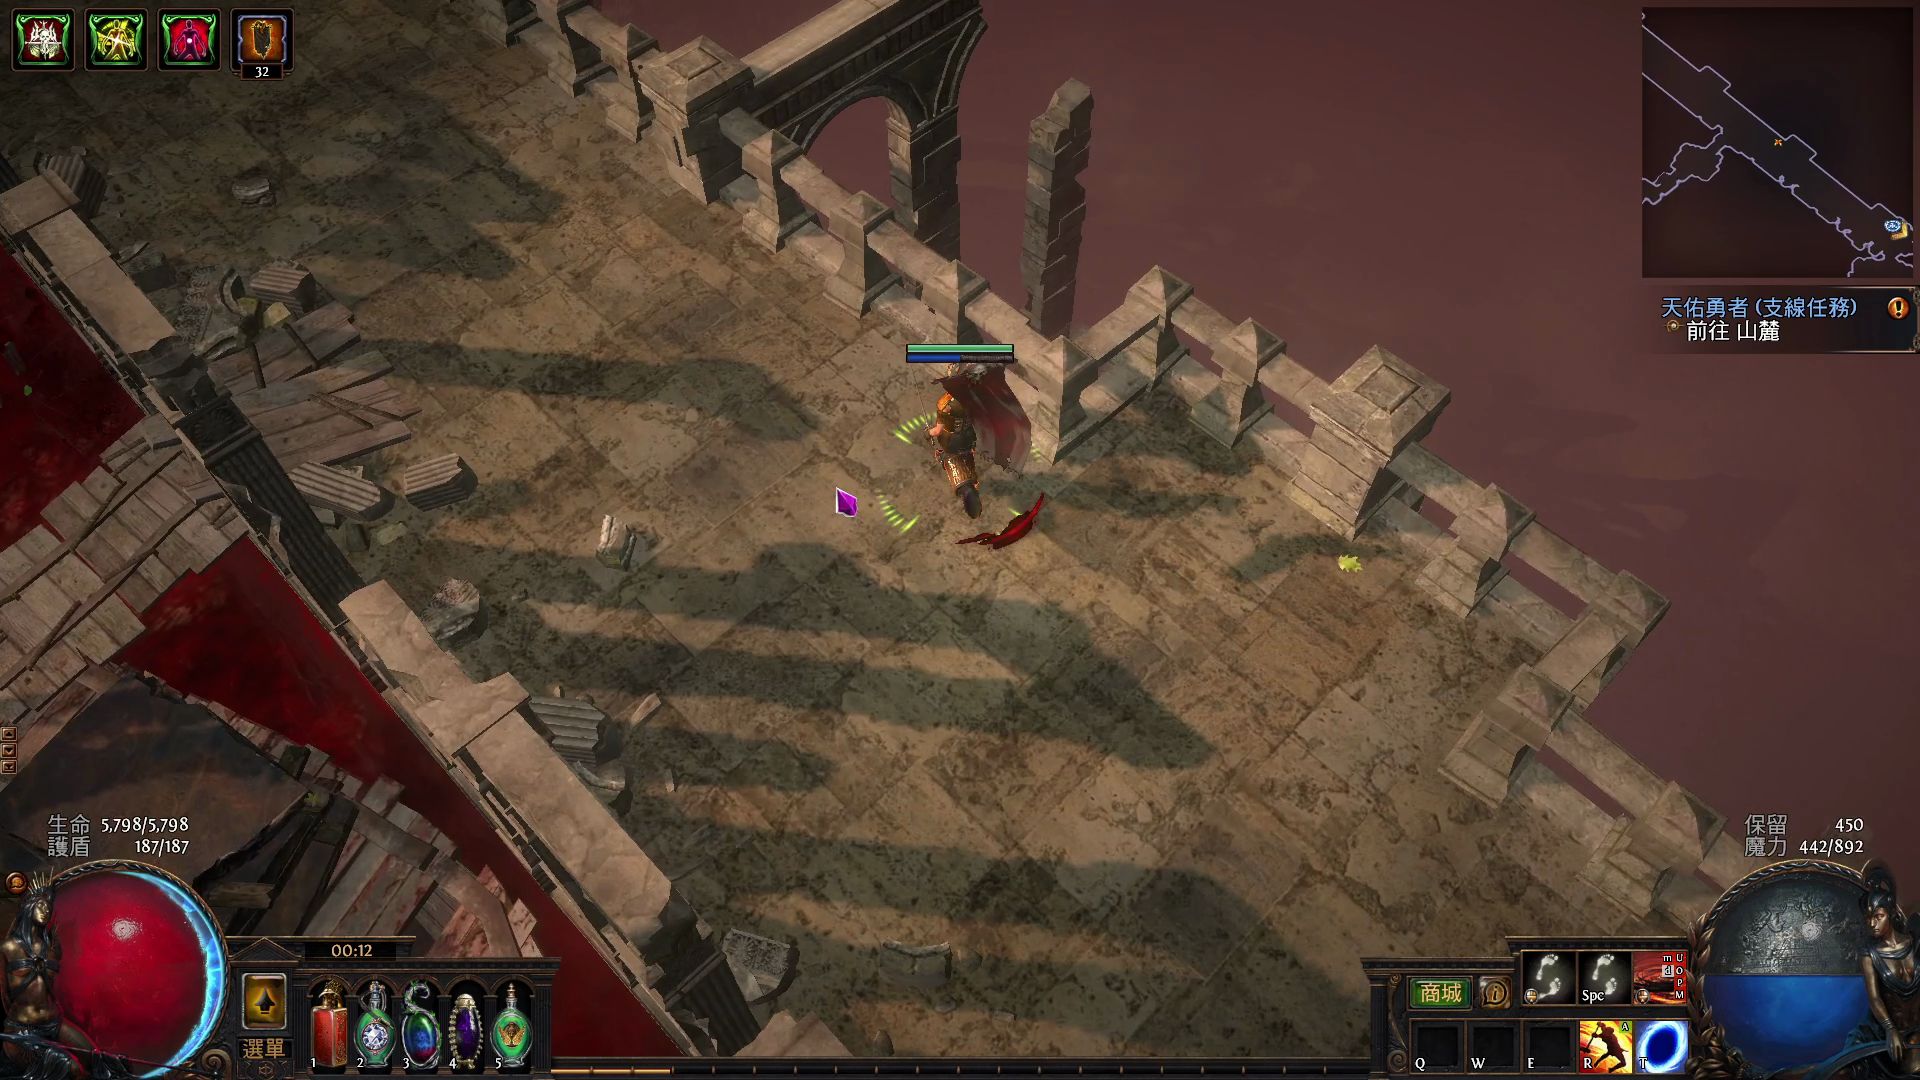 32
天佑勇者 (支線任務)
前往 山麓
生命 5,798/5,798
護盾 187/187
保留 450
魔力 442/892
00:12
選單
1
2
3
4
5
商城
Spc
m U
d O
P
M
Q
W
E
R
A
T